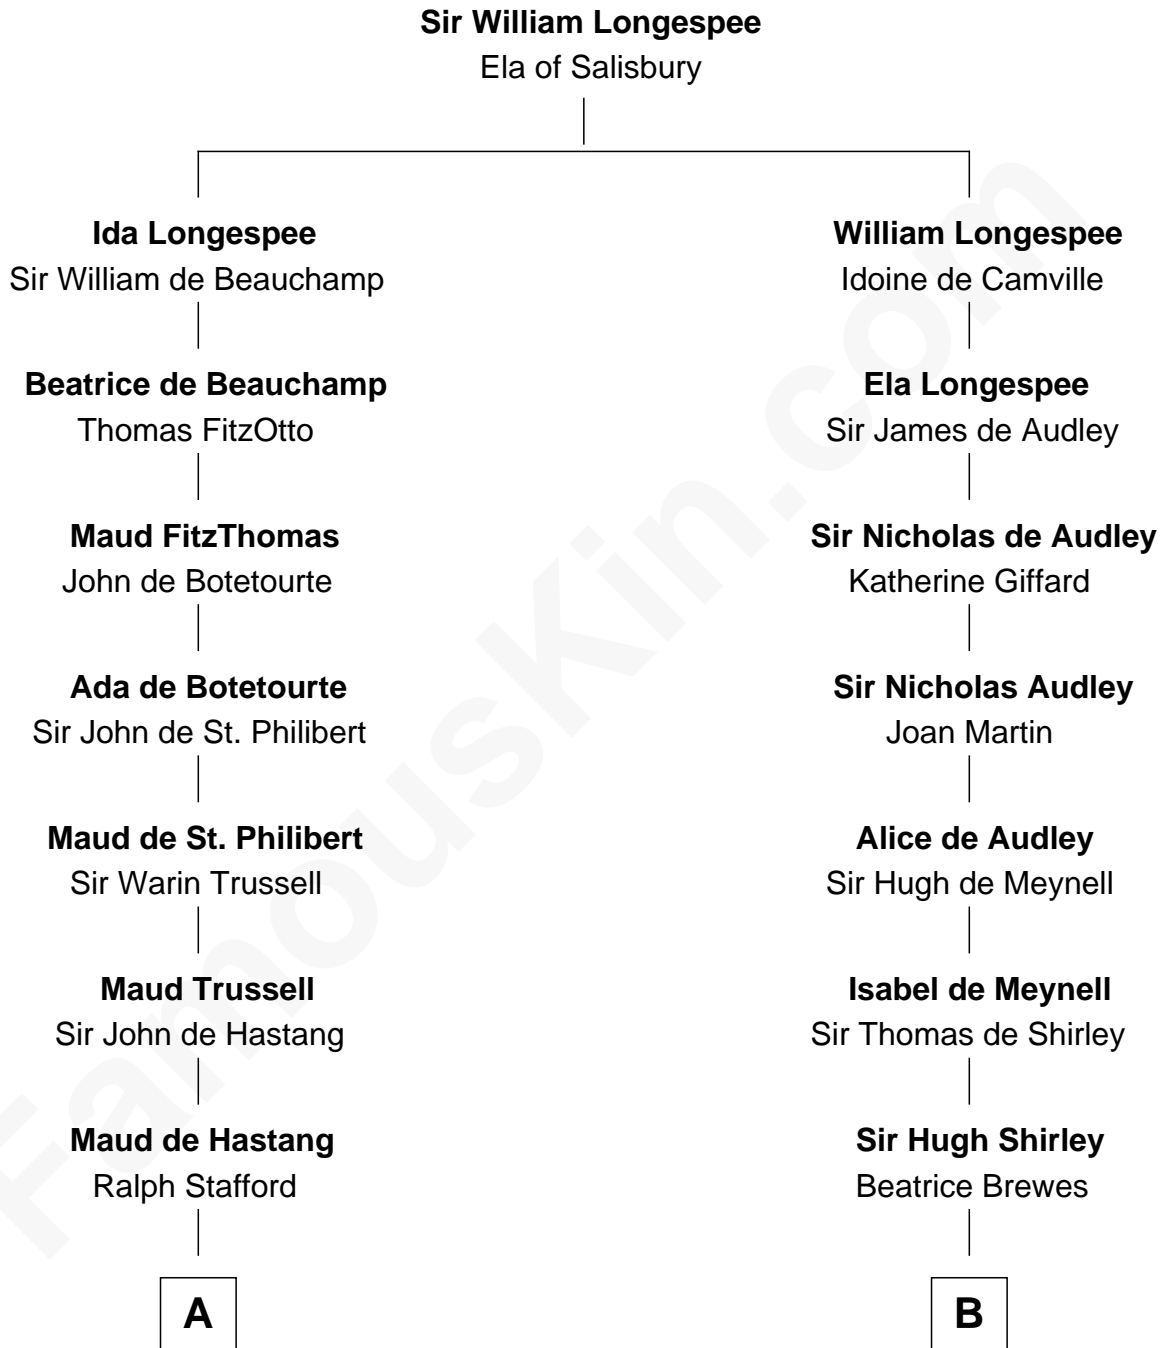 Sir William Longespee
Ela of Salisbury
Ida Longespee
Sir William de Beauchamp
William Longespee
Idoine de Camville
Beatrice de Beauchamp
Thomas FitzOtto
Ela Longespee
Sir James de Audley
Maud FitzThomas
John de Botetourte
Sir Nicholas de Audley
Katherine Giffard
Ada de Botetourte
Sir John de St. Philibert
Sir Nicholas Audley
Joan Martin
Maud de St. Philibert
Sir Warin Trussell
Alice de Audley
Sir Hugh de Meynell
Maud Trussell
Sir John de Hastang
Isabel de Meynell
Sir Thomas de Shirley
Maud de Hastang
Ralph Stafford
Sir Hugh Shirley
Beatrice Brewes
A
B
FamousKin.com